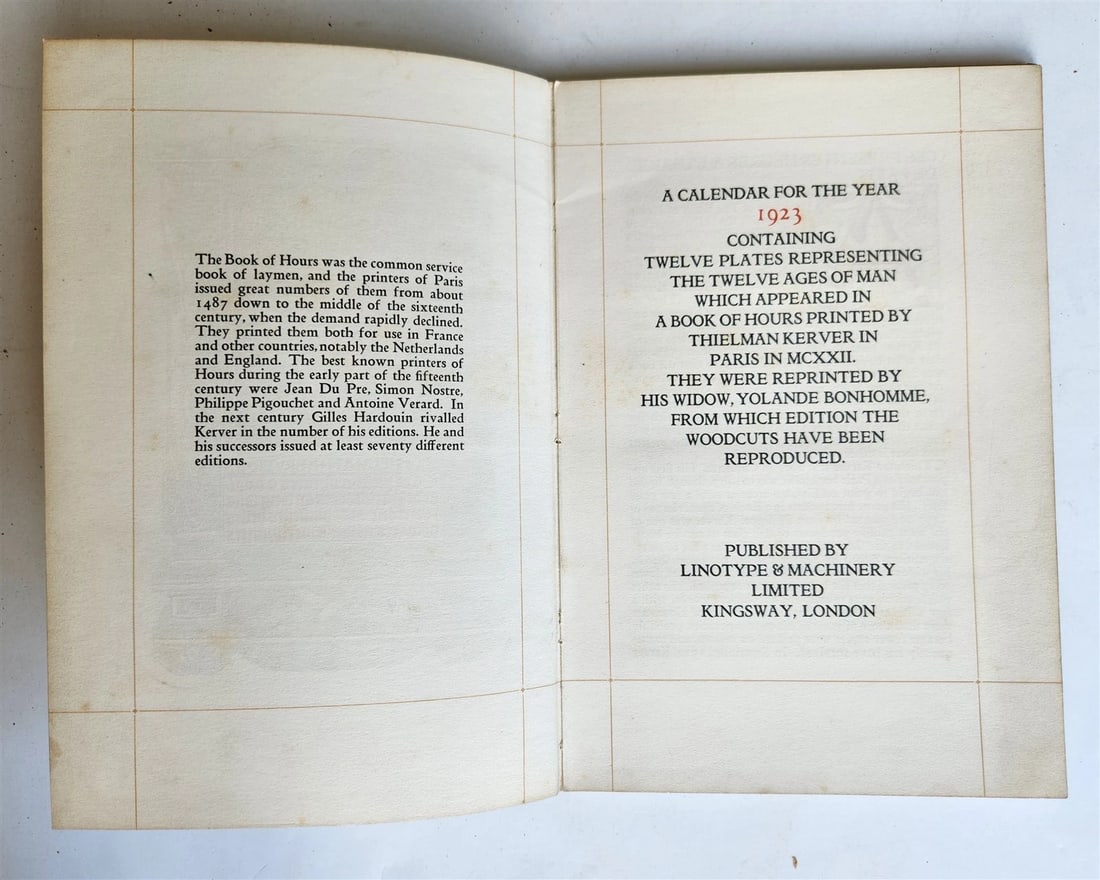 The Book of Hours was the common service
book of laymen, and the printers of Paris
issued great numbers of them from about
1487 down to the middle of the sixteenth
century, when the demand rapidly declined.
They printed them both for use in France
and other countries, notably the Netherlands
and England. The best known printers of
Hours during the early part of the fifteenth
century were Jean Du Pre, Simon Nostre,
Philippe Pigouchet and Antoine Verard. In
the next century Gilles Hardouin rivalled
Kerver in the number of his editions. He and
his successors issued at least seventy different
editions.
A CALENDAR FOR THE YEAR
1923
CONTAINING
TWELVE PLATES REPRESENTING
THE TWELVE AGES OF MAN
WHICH APPEARED IN
A BOOK OF HOURS PRINTED BY
THIELMAN KERVER IN
PARIS IN MCXXII.
THEY WERE REPRINTED BY
HIS WIDOW, YOLANDE BONHOMME,
FROM WHICH EDITION THE
WOODCUTS HAVE BEEN
REPRODUCED.
PUBLISHED BY
LINOTYPE & MACHINERY
LIMITED
KINGSWAY, LONDON